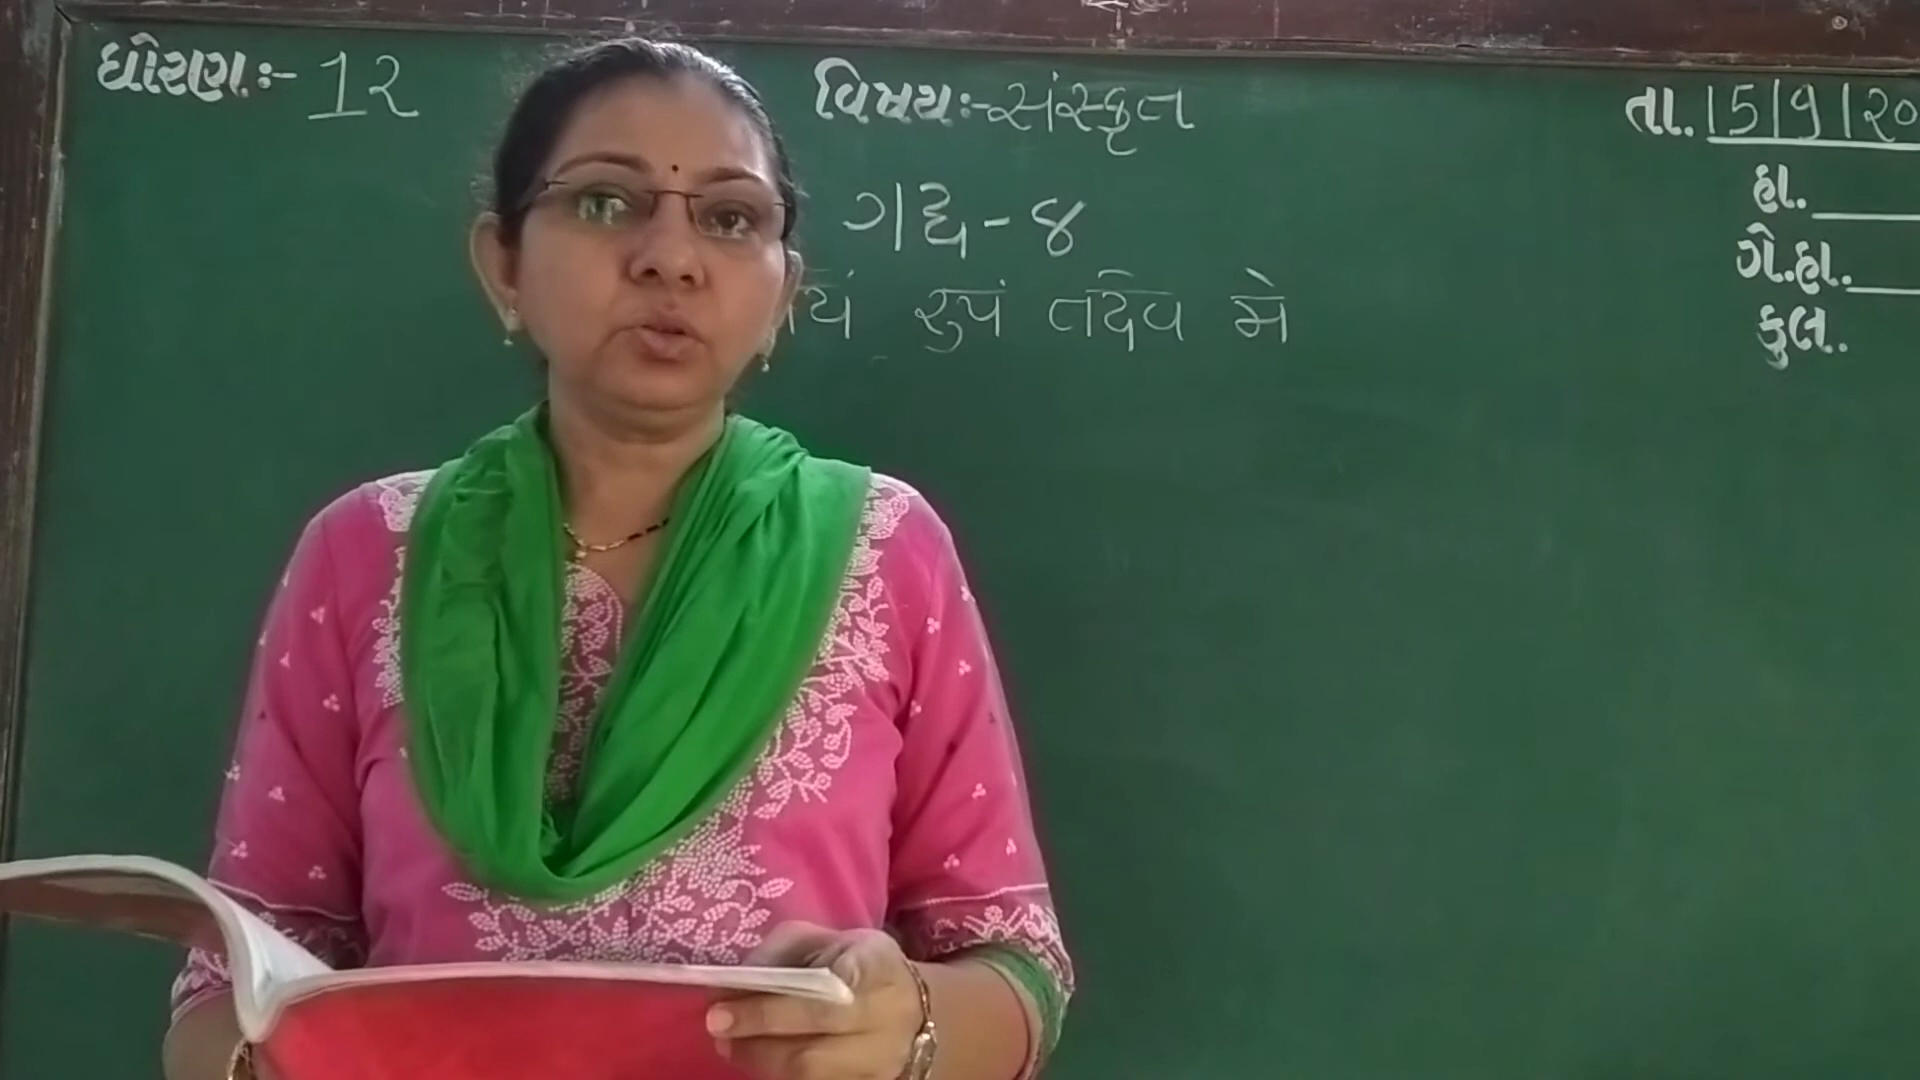 ધોરણ:- 12 વિષય:- સંસ્કૃત તા. 15/9/20
હા.
ગદ્ય - ૪
ગે.હા.
રુપં તદેવ મે
કુલ.